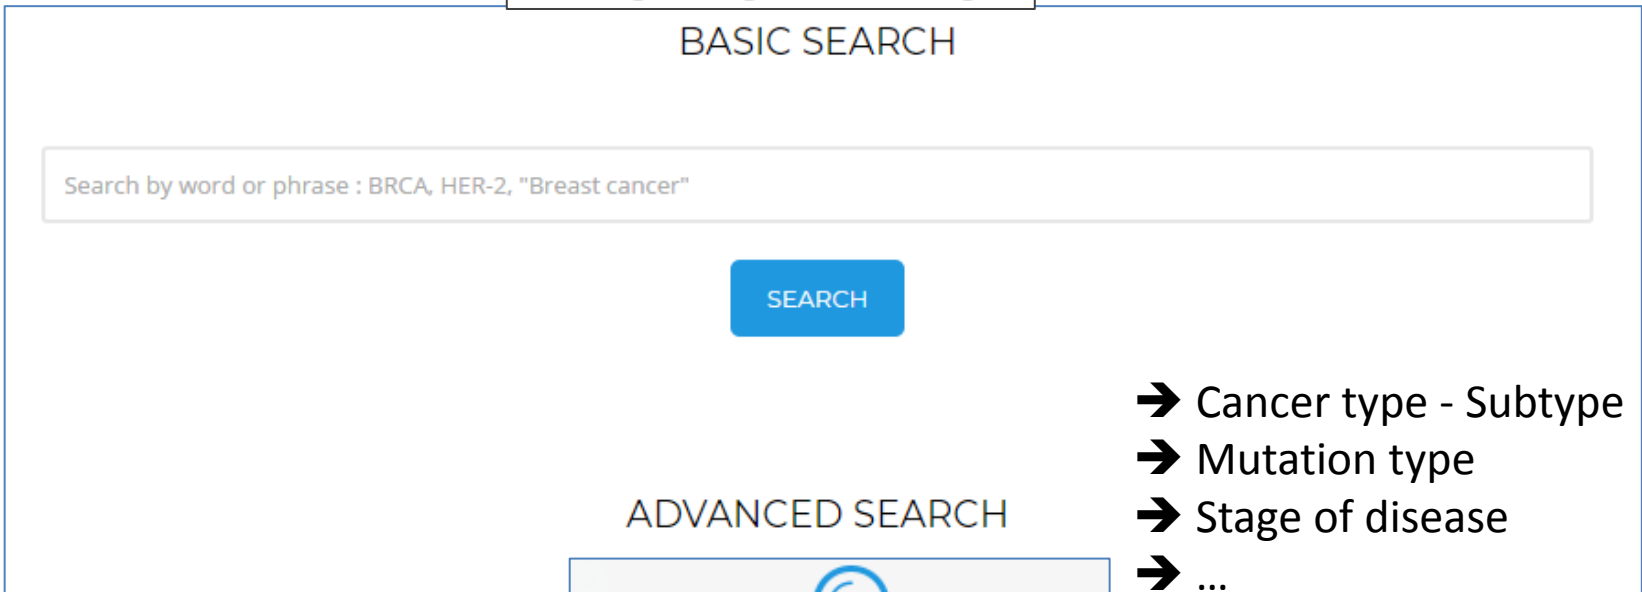 BASIC SEARCH
Search by word or phrase : BRCA, HER-2, "Breast cancer"
SEARCH
➔ Cancer type - Subtype
➔ Mutation type
ADVANCED SEARCH
➔ Stage of disease
➔ ...